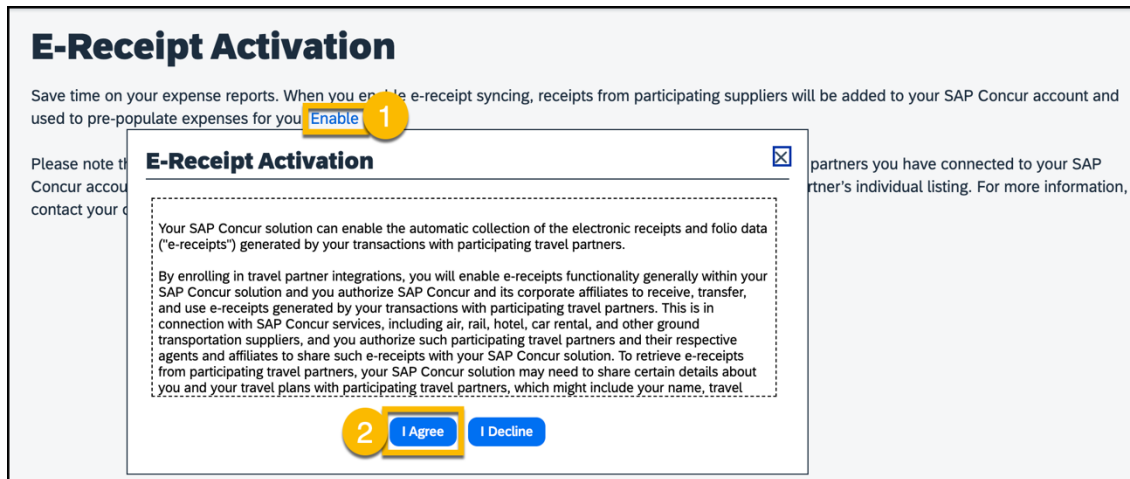 E-Receipt Activation
Save time on your expense reports. When you en e e-receipt syncing, receipts from participating suppliers will be added to your SAP Concur account and
used to pre-populate expenses for you Enable 1
Please note th
partners you have connected to your SAP
Concur accou
rtner's individual listing. For more information,
contact your
E-Receipt Activation
Your SAP Concur solution can enable the automatic collection of the electronic receipts and folio data
("e-receipts") generated by your transactions with participating travel partners.
By enrolling in travel partner integrations, you will enable e-receipts functionality generally within your
SAP Concur solution and you authorize SAP Concur and its corporate affiliates to receive, transfer,
and use e-receipts generated by your transactions with participating travel partners. This is in
connection with SAP Concur services, including air, rail, hotel, car rental, and other ground
transportation suppliers, and you authorize such participating travel partners and their respective
agents and affiliates to share such e-receipts with your SAP Concur solution. To retrieve e-receipts
from participating travel partners, your SAP Concur solution may need to share certain details about
you and your travel plans with participating travel partners, which might include your name, travel
2 I Agree I Decline